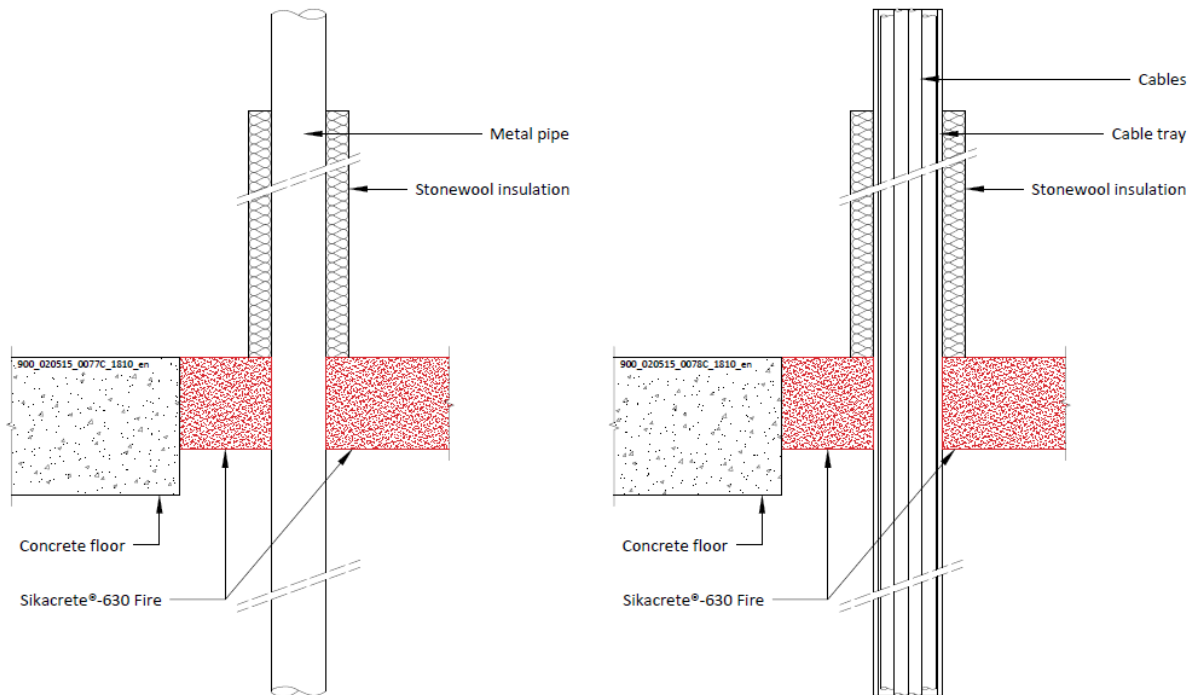 Metal pipe
Stonewool insulation
900_020515_0077C_1810_en
Concrete floor
Sikacrete®-630 Fire
Cables
Cable tray
Stonewool insulation
900_020515_0078C_1810_en
Concrete floor
Sikacrete®-630 Fire